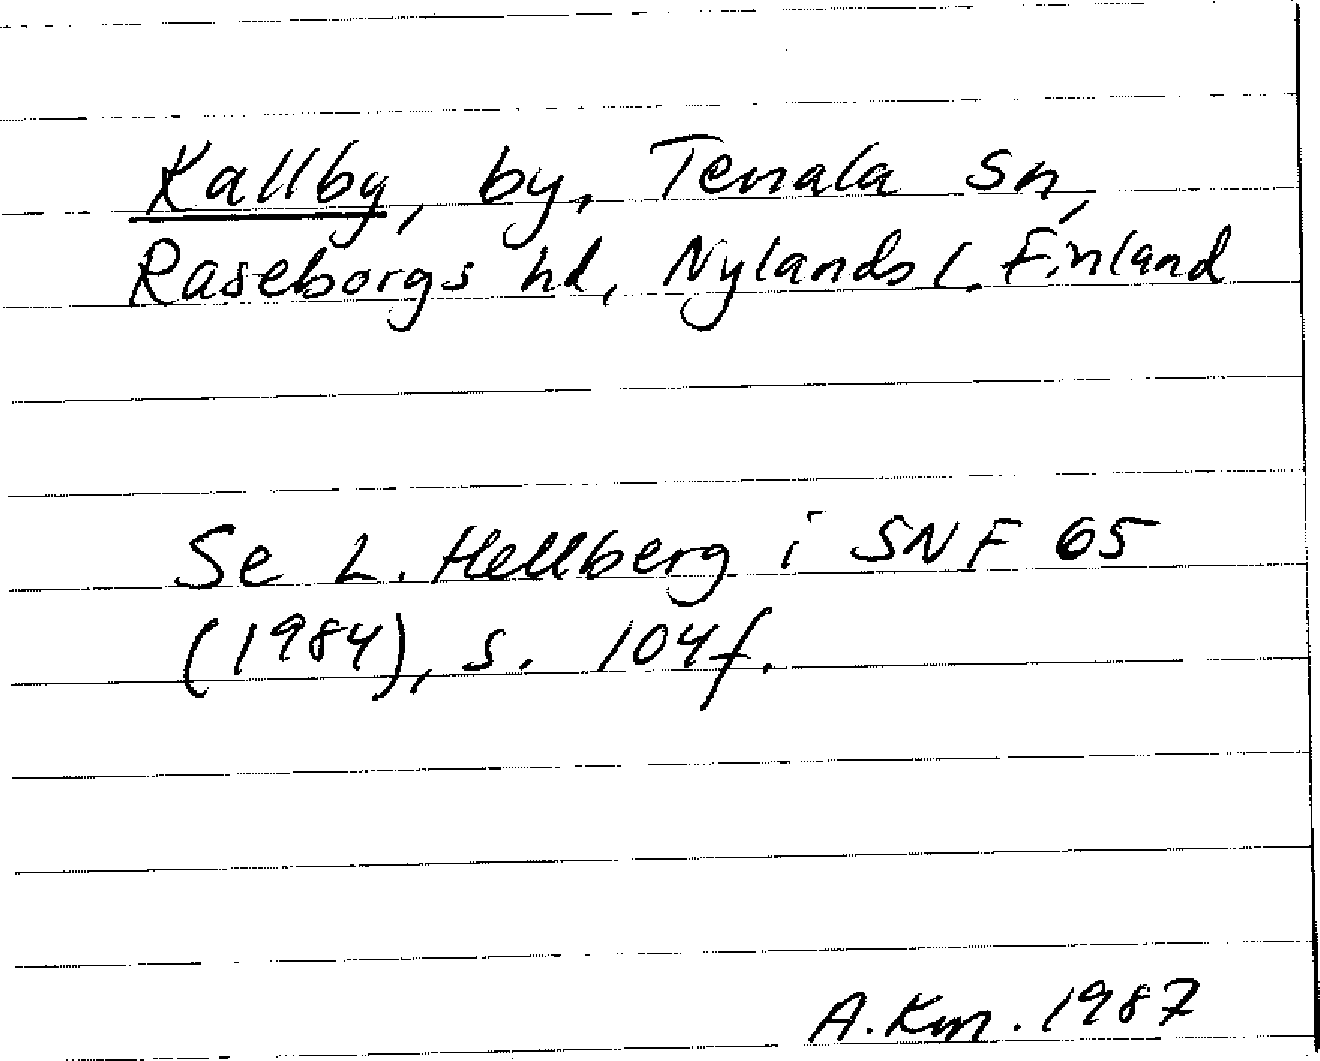 Kallby, by, Tenala sn,
Raseborgs hd, Nylands l. Finland
Se L. Hellberg i SNF 65
(1984), s. 104f.
A.Km. 1987